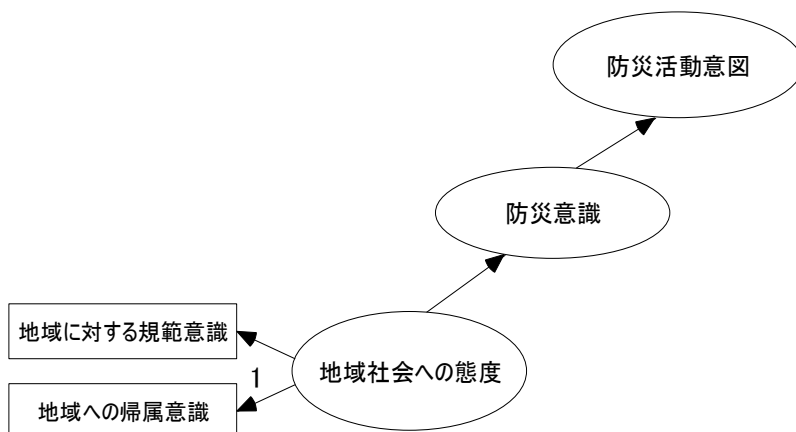 防災活動意図
防災意識
地域に対する規範意識
地域社会への態度
1
地域への帰属意識